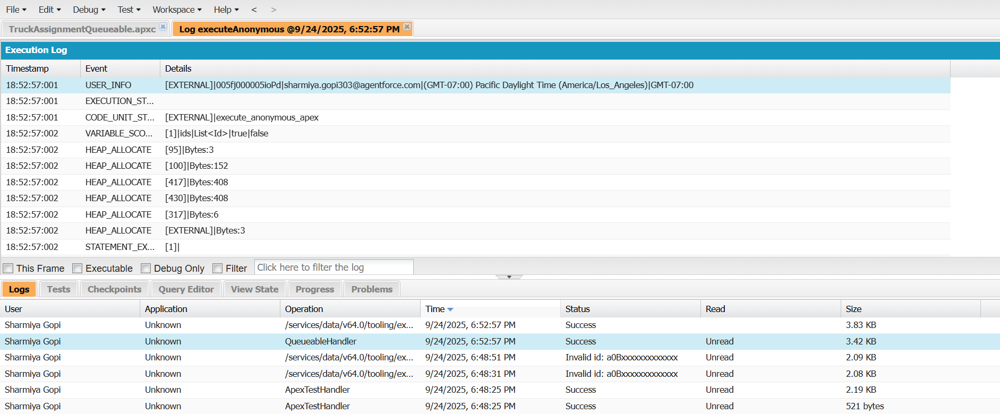 File Edit Debug Test Workspace Help < >
TruckAssignmentQueueable.apxc Log executeAnonymous @9/24/2025, 6:52:57 PM
Execution Log
Timestamp Event Details
18:52:57:001 USER_INFO [EXTERNAL]|005fj000005ioPd|sharmiya.gopi303@agentforce.com|(GMT-07:00) Pacific Daylight Time (America/Los_Angeles)|GMT-07:00
18:52:57:001 EXECUTION_ST...
18:52:57:001 CODE_UNIT_ST... [EXTERNAL]|execute_anonymous_apex
18:52:57:002 VARIABLE_SCO... [1]|ids|List<Id>|true|false
18:52:57:002 HEAP_ALLOCATE [95]|Bytes:3
18:52:57:002 HEAP_ALLOCATE [100]|Bytes:152
18:52:57:002 HEAP_ALLOCATE [417]|Bytes:408
18:52:57:002 HEAP_ALLOCATE [430]|Bytes:408
18:52:57:002 HEAP_ALLOCATE [317]|Bytes:6
18:52:57:002 HEAP_ALLOCATE [EXTERNAL]|Bytes:3
18:52:57:002 STATEMENT_EX... [1]|
This Frame Executable Debug Only Filter Click here to filter the log
Logs Tests Checkpoints Query Editor View State Progress Problems
User Application Operation Time Status Read Size
Sharmiya Gopi Unknown /services/data/v64.0/tooling/ex... 9/24/2025, 6:52:57 PM Success 3.83 KB
Sharmiya Gopi Unknown QueueableHandler 9/24/2025, 6:52:57 PM Success Unread 3.42 KB
Sharmiya Gopi Unknown /services/data/v64.0/tooling/ex... 9/24/2025, 6:48:51 PM Invalid id: a0Bxxxxxxxxxxxxx Unread 2.09 KB
Sharmiya Gopi Unknown /services/data/v64.0/tooling/ex... 9/24/2025, 6:48:31 PM Invalid id: a0Bxxxxxxxxxxxxx Unread 2.08 KB
Sharmiya Gopi Unknown ApexTestHandler 9/24/2025, 6:48:25 PM Success Unread 2.19 KB
Sharmiya Gopi Unknown ApexTestHandler 9/24/2025, 6:48:25 PM Success Unread 521 bytes